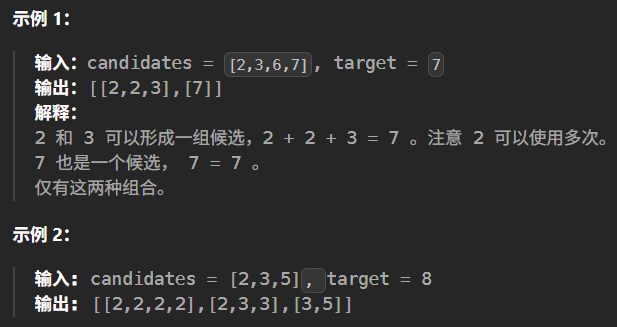 示例 1:
输入: candidates = [2,3,6,7], target = 7
输出: [[2,2,3],[7]]
解释:
2 和 3 可以形成一组候选,2 + 2 + 3 = 7 。注意 2 可以使用多次。
7 也是一个候选, 7 = 7 。
仅有这两种组合。
示例 2:
输入: candidates = [2,3,5], target = 8
输出: [[2,2,2,2],[2,3,3],[3,5]]